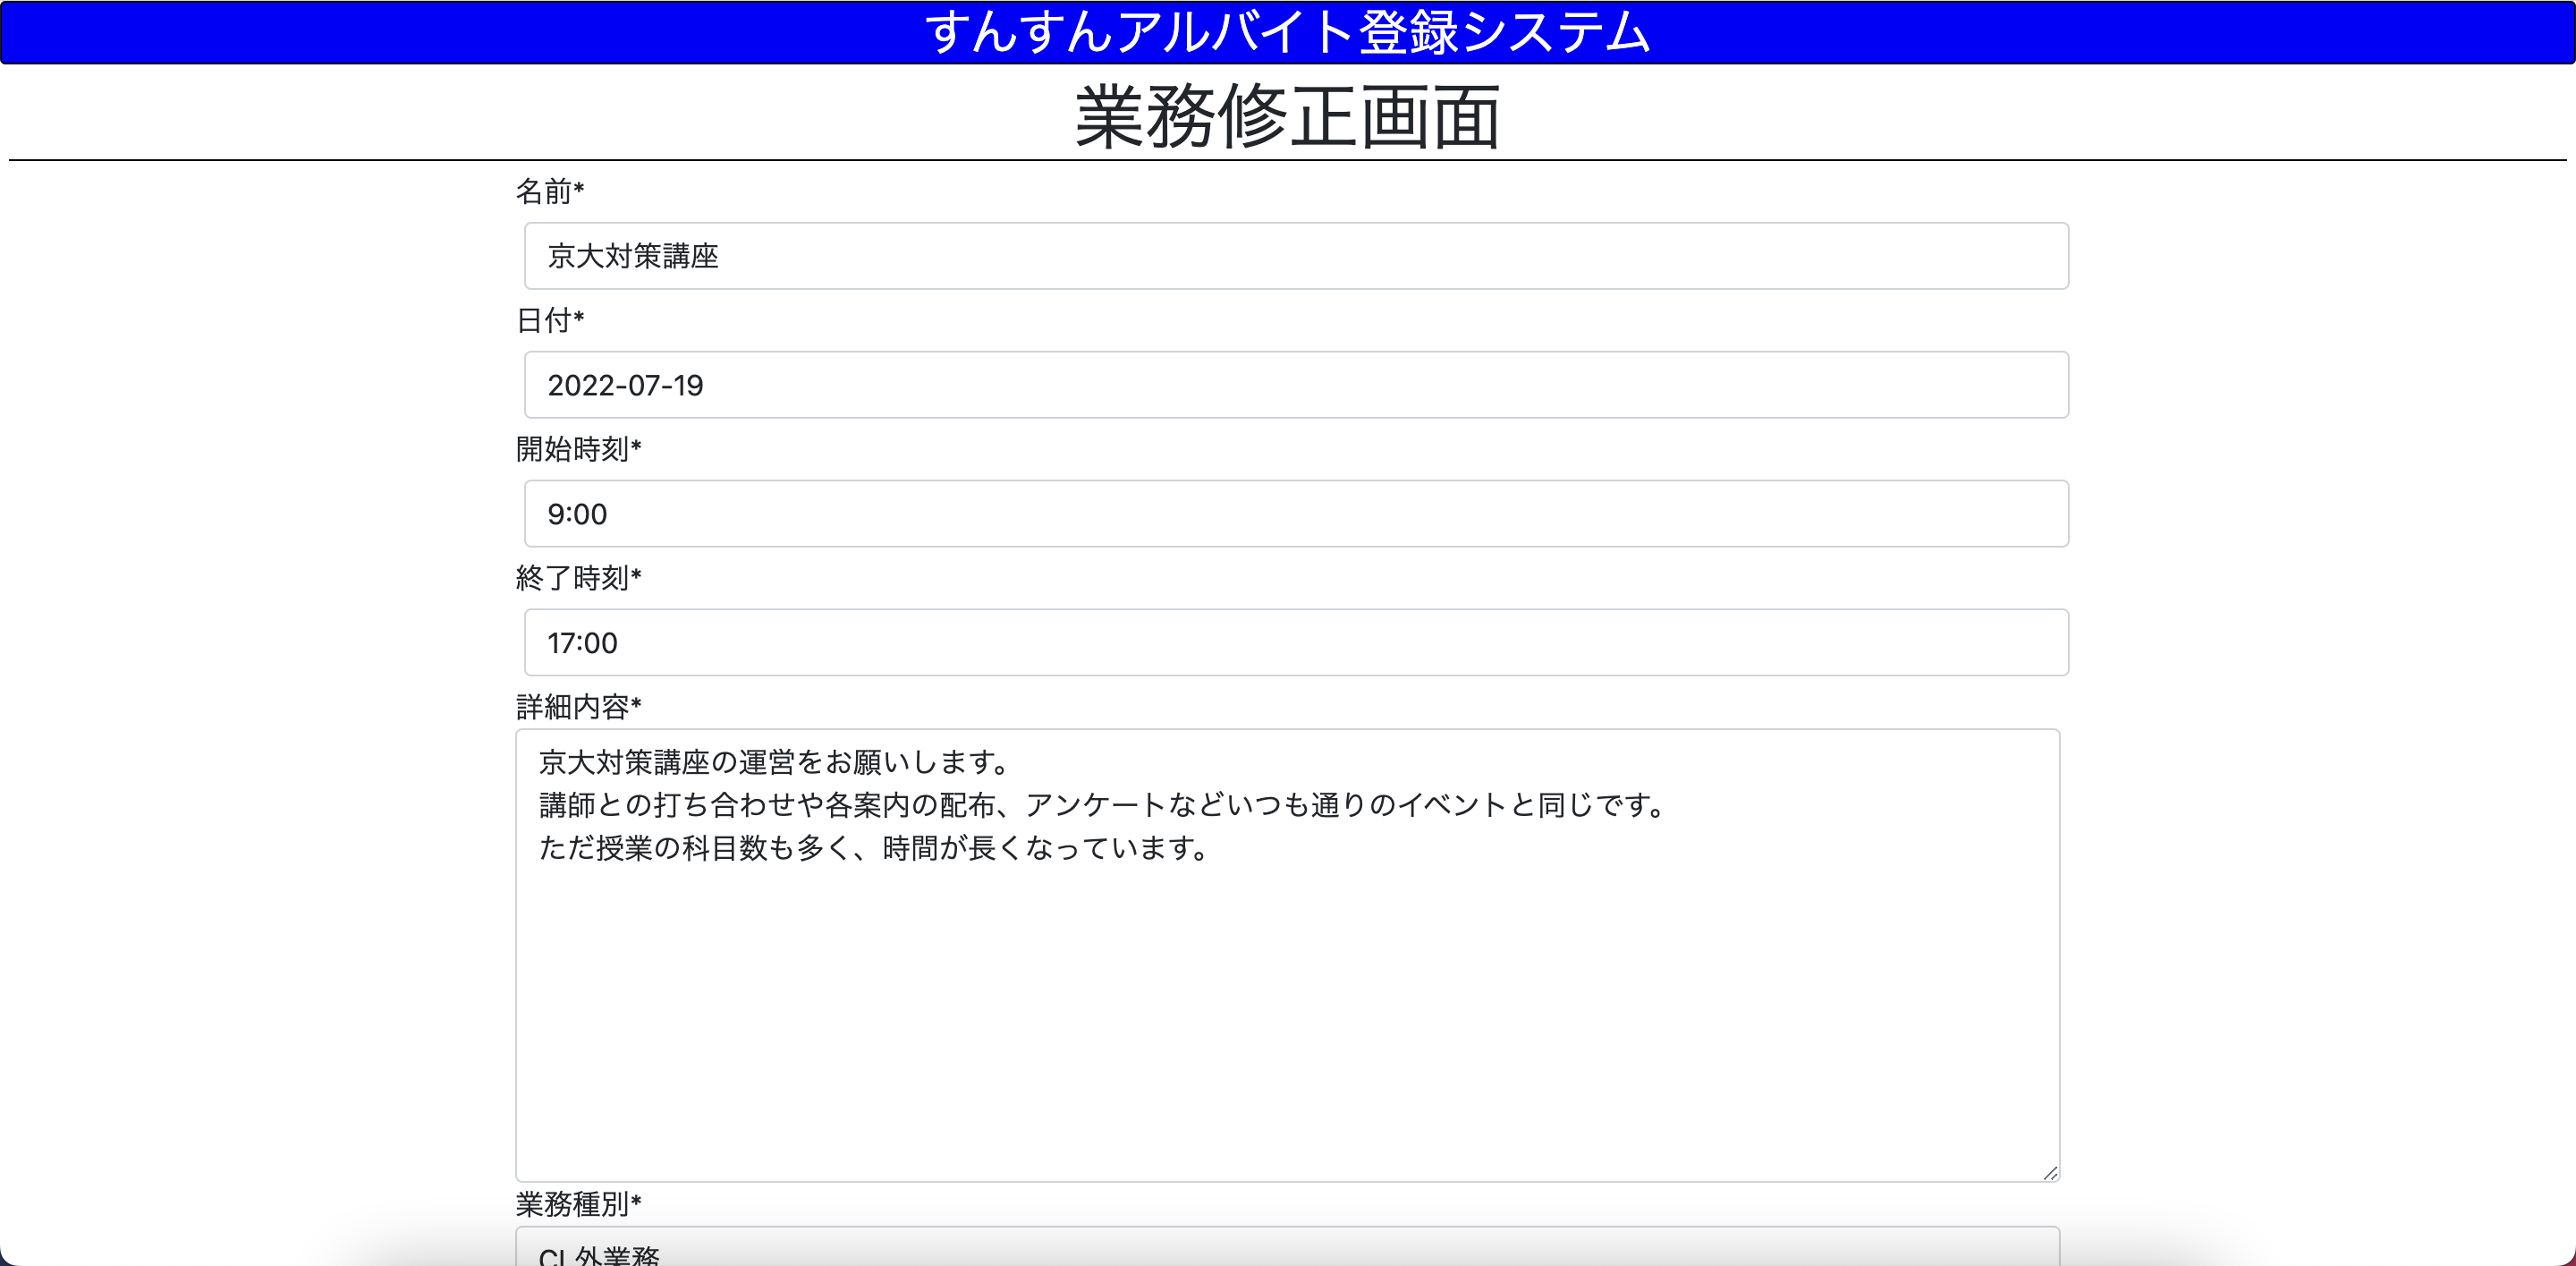 すんすんアルバイト登録システム
業務修正画面
名前*
京大対策講座
日付*
2022-07-19
開始時刻*
9:00
終了時刻*
17:00
詳細内容*
京大対策講座の運営をお願いします。
講師との打ち合わせや各案内の配布、アンケートなどいつも通りのイベントと同じです。
ただ授業の科目数も多く、時間が長くなっています。
業務種別*
CL外業務